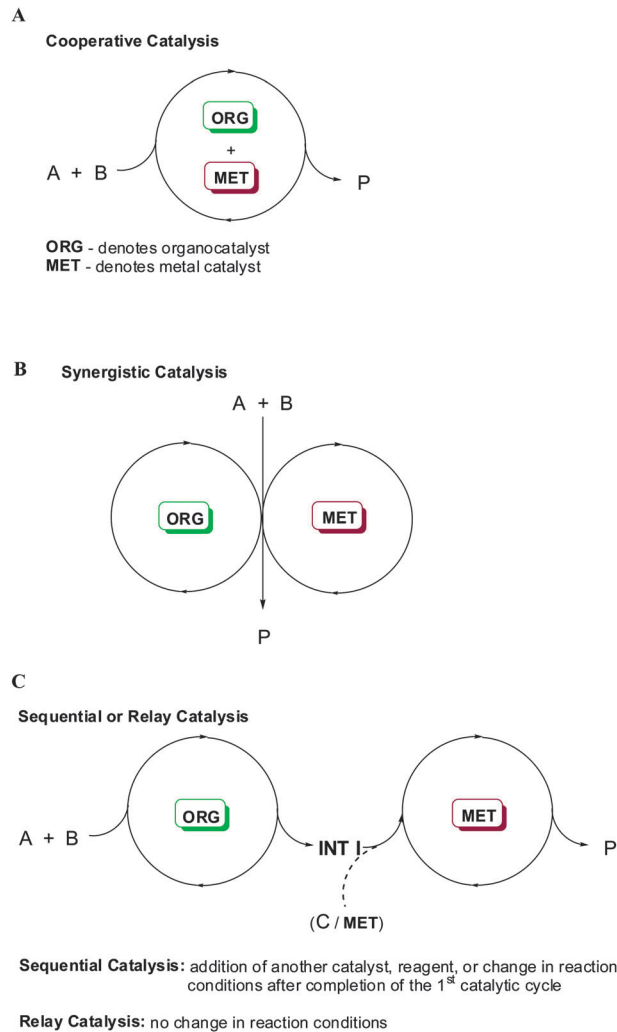 A
Cooperative Catalysis
ORG
+
MET
A + B
P
ORG - denotes organocatalyst
MET - denotes metal catalyst
B
Synergistic Catalysis
A + B
ORG
MET
P
C
Sequential or Relay Catalysis
ORG
MET
A + B
INT I
P
(C / MET)
Sequential Catalysis: addition of another catalyst, reagent, or change in reaction
conditions after completion of the 1st catalytic cycle
Relay Catalysis: no change in reaction conditions